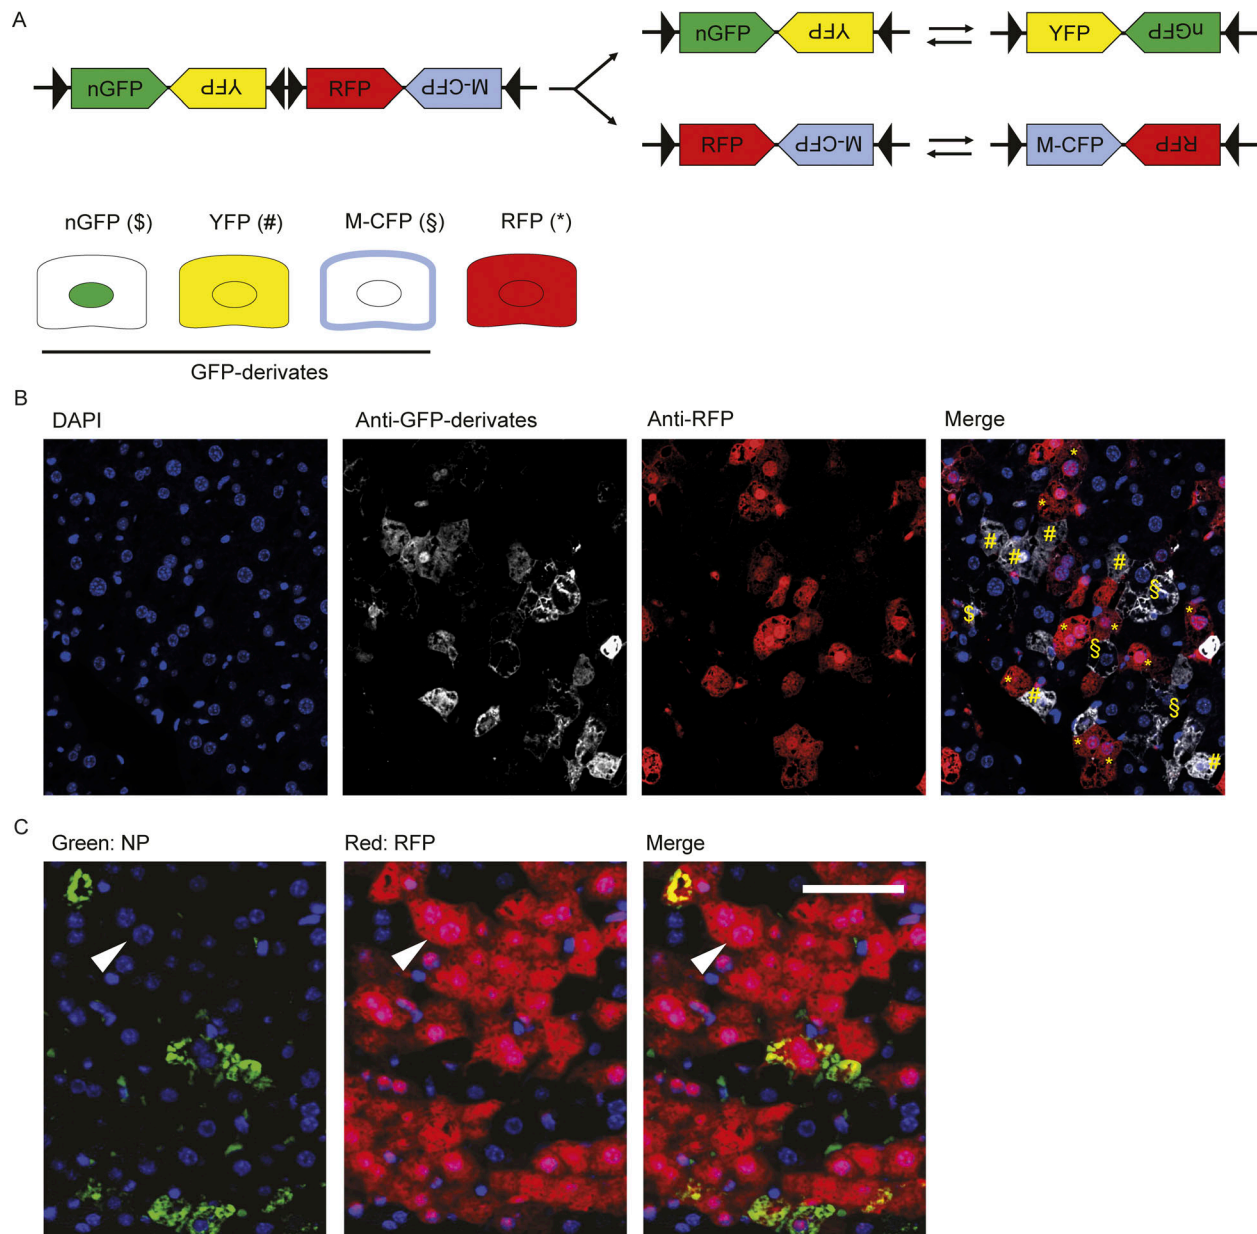 A
nGFP YFP RFP M-CFP
nGFP YFP YFP nGFP
RFP M-CFP M-CFP RFP
nGFP ($) YFP (#) M-CFP (§) RFP (*)
GFP-derivates
B
DAPI Anti-GFP-derivates Anti-RFP Merge
*
*
#
# # #
§
$ * * *
§
* *
# §
* #
*
C
Green: NP Red: RFP Merge